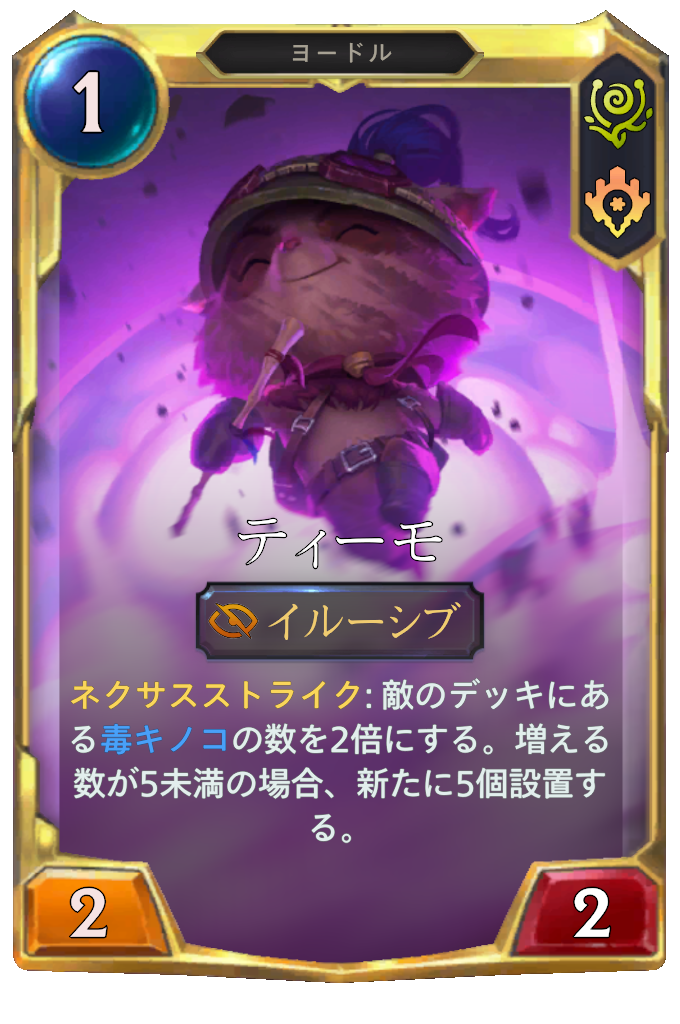 ヨードル
1
ティーモ
イルーシブ
ネクサスストライク: 敵のデッキにあ
る毒キノコの数を2倍にする。増える
数が5未満の場合、新たに5個設置す
る。
2
2